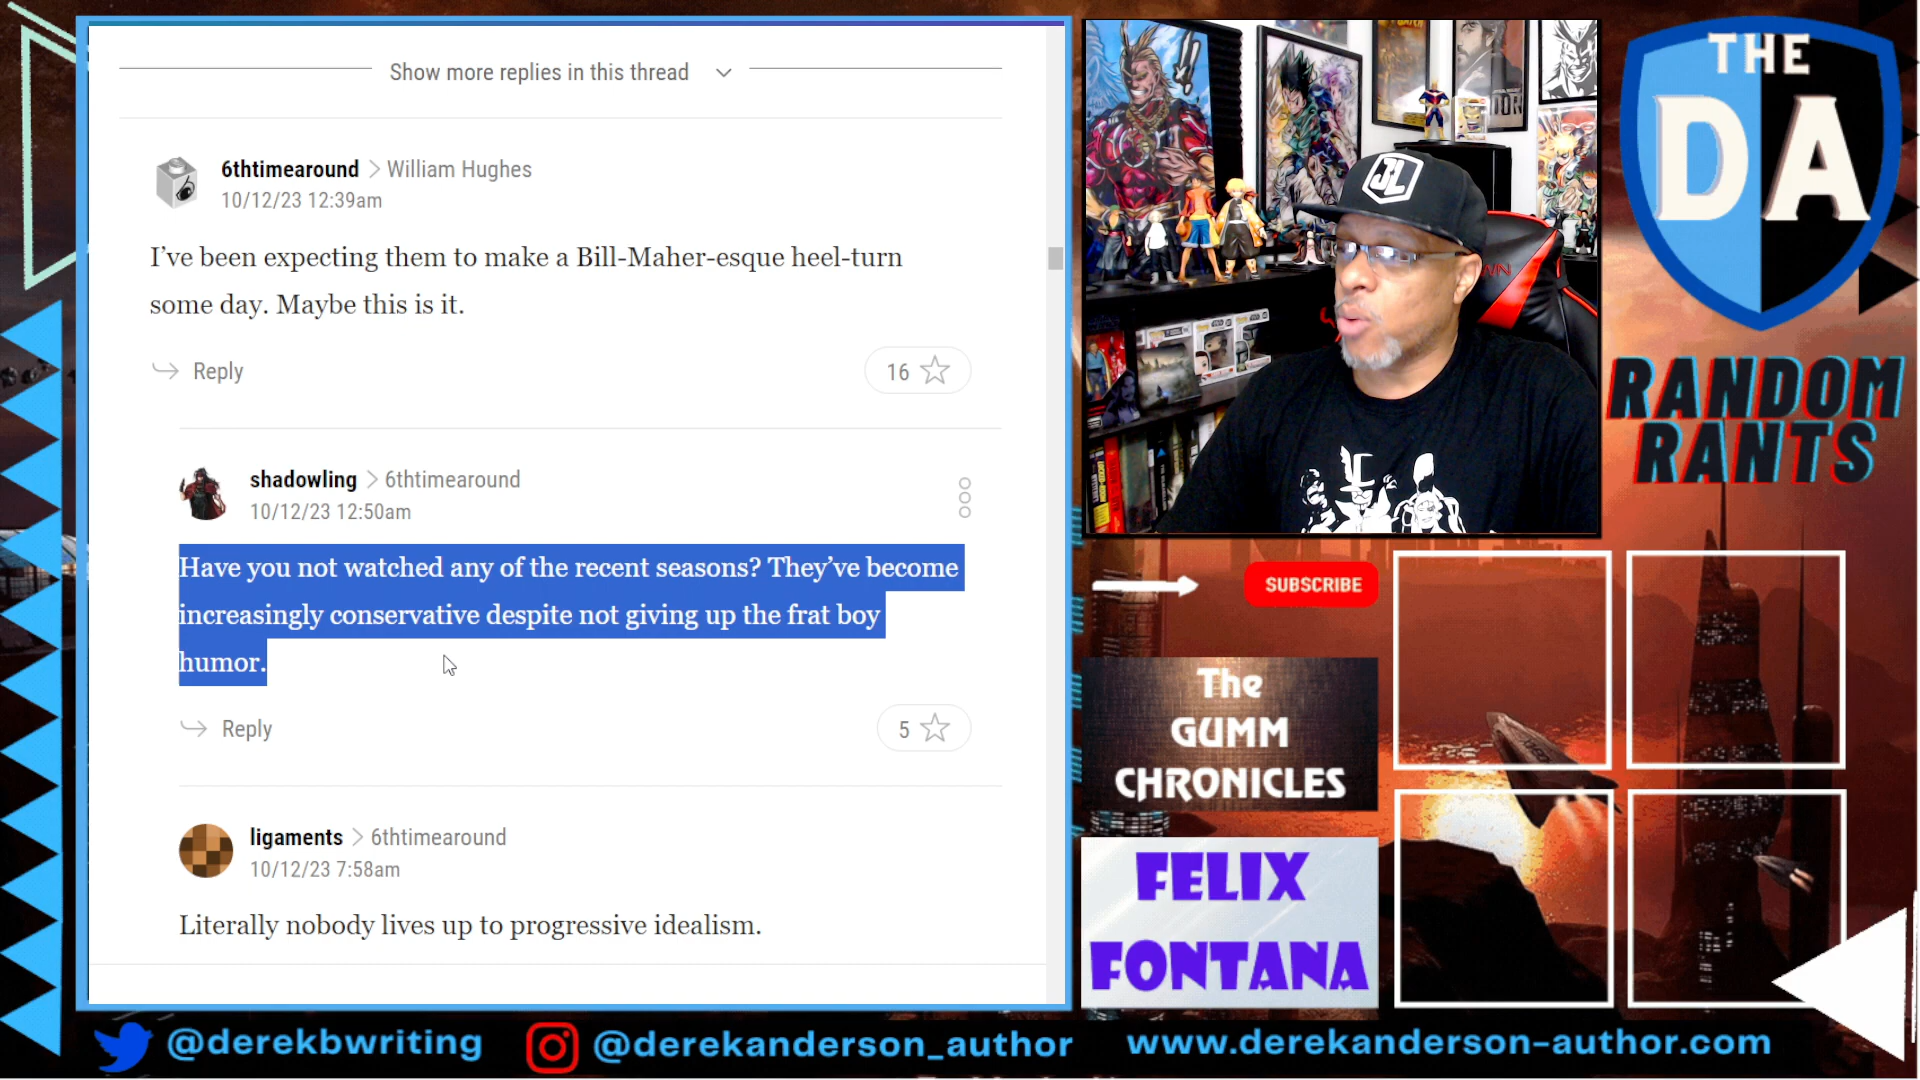 Show more replies in this thread
6thtimearound > William Hughes
10/12/23 12:39am
I've been expecting them to make a Bill-Maher-esque heel-turn
some day. Maybe this is it.
Reply
16
shadowling > 6thtimearound
10/12/23 12:50am
Have you not watched any of the recent seasons? They've become
increasingly conservative despite not giving up the frat boy
humor.
Reply
5
ligaments > 6thtimearound
10/12/23 7:58am
Literally nobody lives up to progressive idealism.
JL
THE
DA
RANDOM
RANTS
SUBSCRIBE
The
GUMM
CHRONICLES
FELIX
FONTANA
@derekbwriting
@derekanderson_author
www.derekanderson-author.com